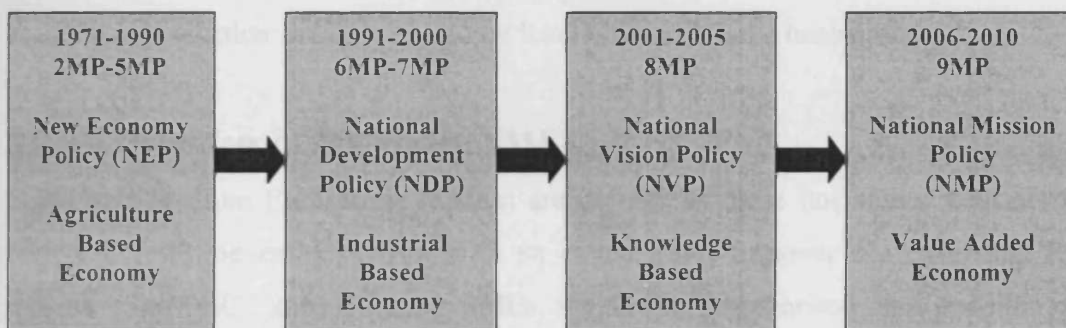 1971-1990
2MP-5MP
New Economy
Policy (NEP)
Agriculture
Based
Economy
1991-2000
6MP-7MP
National
Development
Policy (NDP)
Industrial
Based
Economy
2001-2005
8MP
National
Vision Policy
(NVP)
Knowledge
Based
Economy
2006-2010
9MP
National Mission
Policy
(NMP)
Value Added
Economy